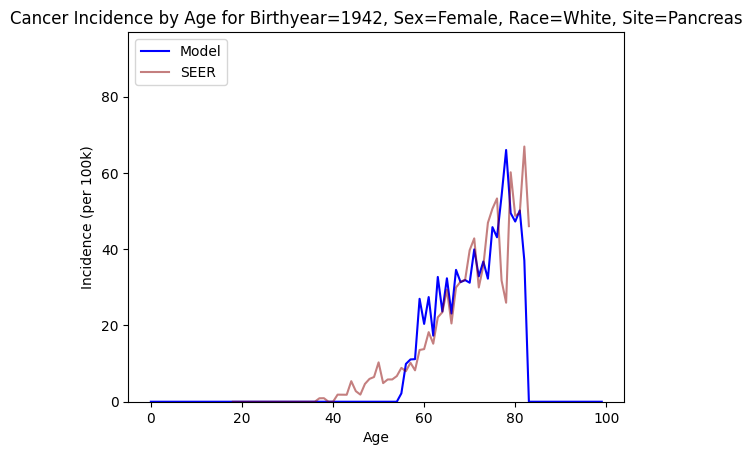 Cancer Incidence by Age for Birthyear=1942, Sex=Female, Race=White, Site=Pancreas
Model
SEER
80
60
40
20
0
Incidence (per 100k)
0 20 40 60 80 100
Age